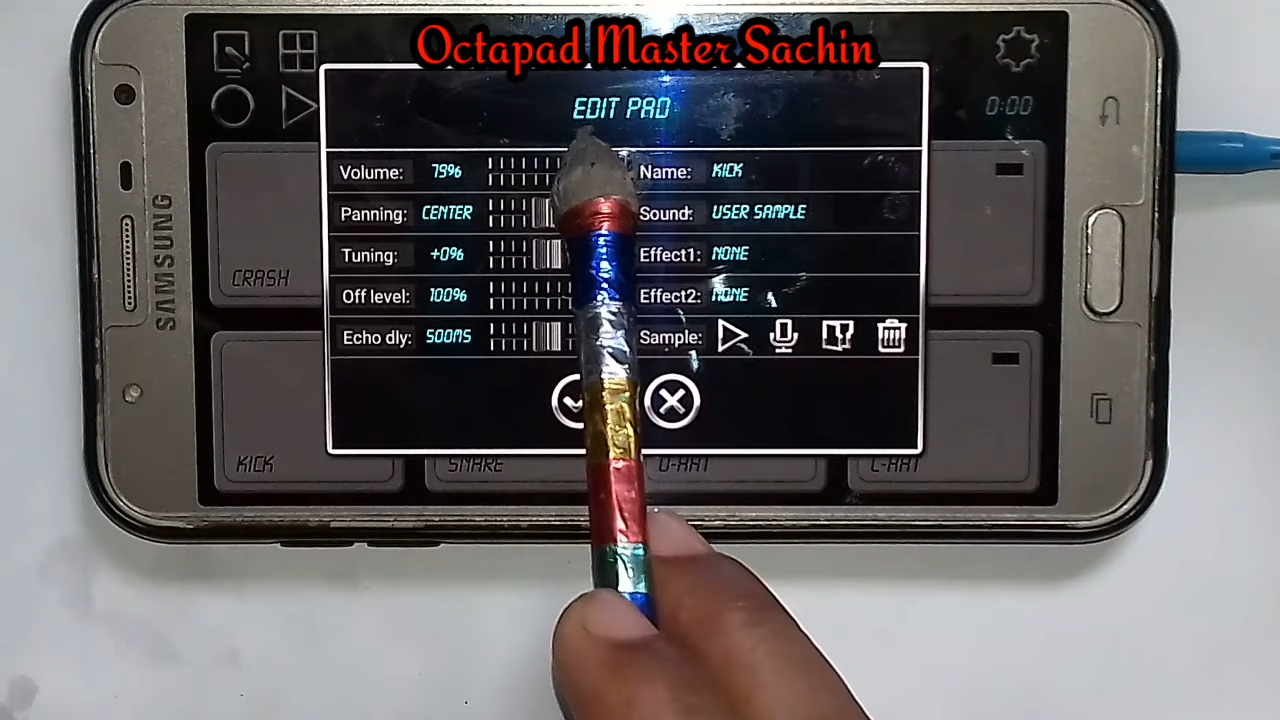 Octapad Master Sachin
0:00
EDIT PAD
Volume: 79% Name: KICK
Panning: CENTER Sound: USER SAMPLE
Tuning: +0% Effect1: NONE
Off level: 100% Effect2: NONE
Echo dly: 500MS Sample:
CRASH
KICK
SNARE
SAMSUNG